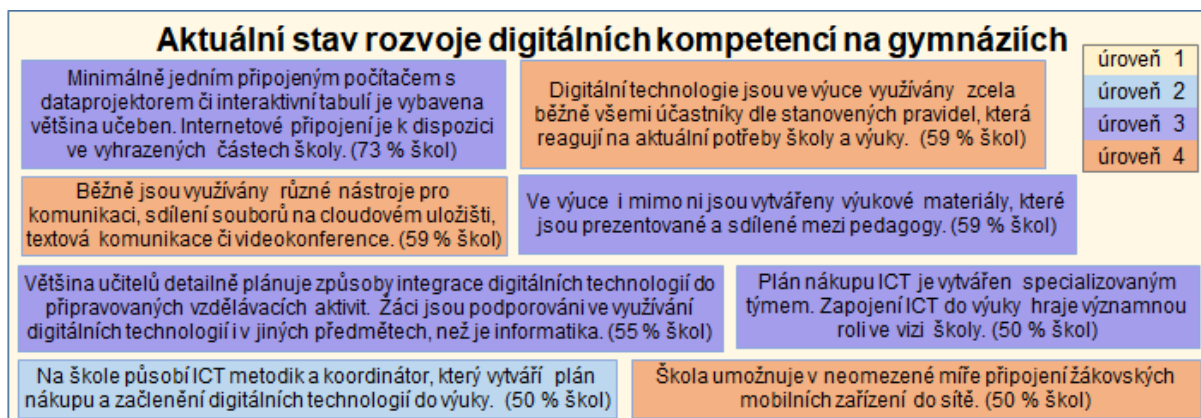 Aktuální stav rozvoje digitálních kompetencí na gymnáziích
úroveň 1
úroveň 2
úroveň 3
úroveň 4
Minimálně jedním připojeným počítačem s
dataprojektorem či interaktivní tabulí je vybavena
většina učeben. Internetové připojení je k dispozici
ve vyhrazených částech školy. (73 % škol)
Digitální technologie jsou ve výuce využívány zcela
běžně všemi účastníky dle stanovených pravidel, která
reagují na aktuální potřeby školy a výuky. (59 % škol)
Běžně jsou využívány různé nástroje pro
komunikaci, sdílení souborů na cloudovém uložišti,
textová komunikace či videokonference. (59 % škol)
Ve výuce i mimo ni jsou vytvářeny výukové materiály, které
jsou prezentované a sdílené mezi pedagogy. (59 % škol)
Většina učitelů detailně plánuje způsoby integrace digitálních technologií do
připravovaných vzdělávacích aktivit. Žáci jsou podporováni ve využívání
digitálních technologií i v jiných předmětech, než je informatika. (55 % škol)
Plán nákupu ICT je vytvářen specializovaným
týmem. Zapojení ICT do výuky hraje významnou
roli ve vizi školy. (50 % škol)
Na škole působí ICT metodik a koordinátor, který vytváří plán
nákupu a začlenění digitálních technologií do výuky. (50 % škol)
Škola umožnuje v neomezené míře připojení žákovských
mobilních zařízení do sítě. (50 % škol)